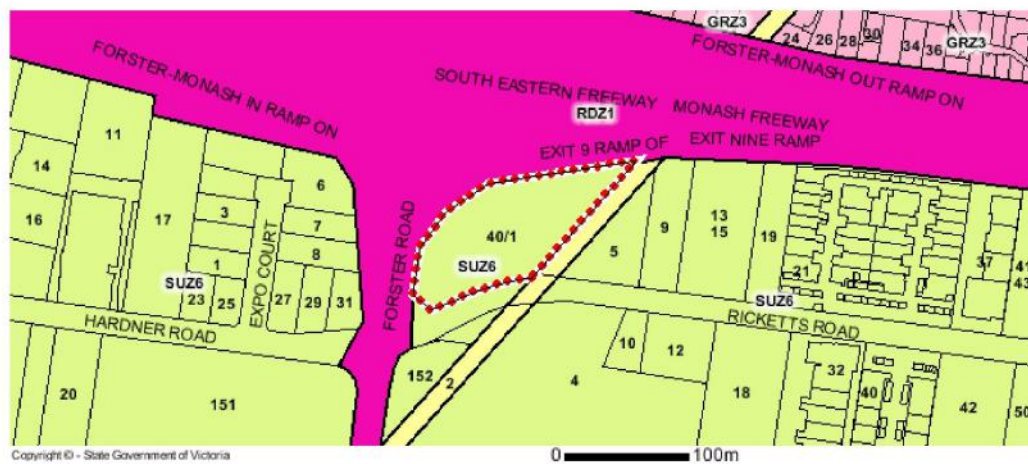 GRZ3
24
26
28
30
34
36
GRZ3
FORSTER-MONASH OUT RAMP ON
FORSTER-MONASH IN RAMP ON
SOUTH EASTERN FREEWAY
MONASH FREEWAY
RDZ1
EXIT 9 RAMP OF
EXIT NINE RAMP
11
14
16
17
6
3
7
8
1
SUZ6
23
25
27
29
31
EXPO COURT
HARDNER ROAD
FORSTER ROAD
40/1
SUZ6
5
9
13
15
19
21
SUZ6
37
41
43
RICKETTS ROAD
20
151
152
2
4
10
12
18
32
40
42
50
Copyright © - State Government of Victoria
0
100m